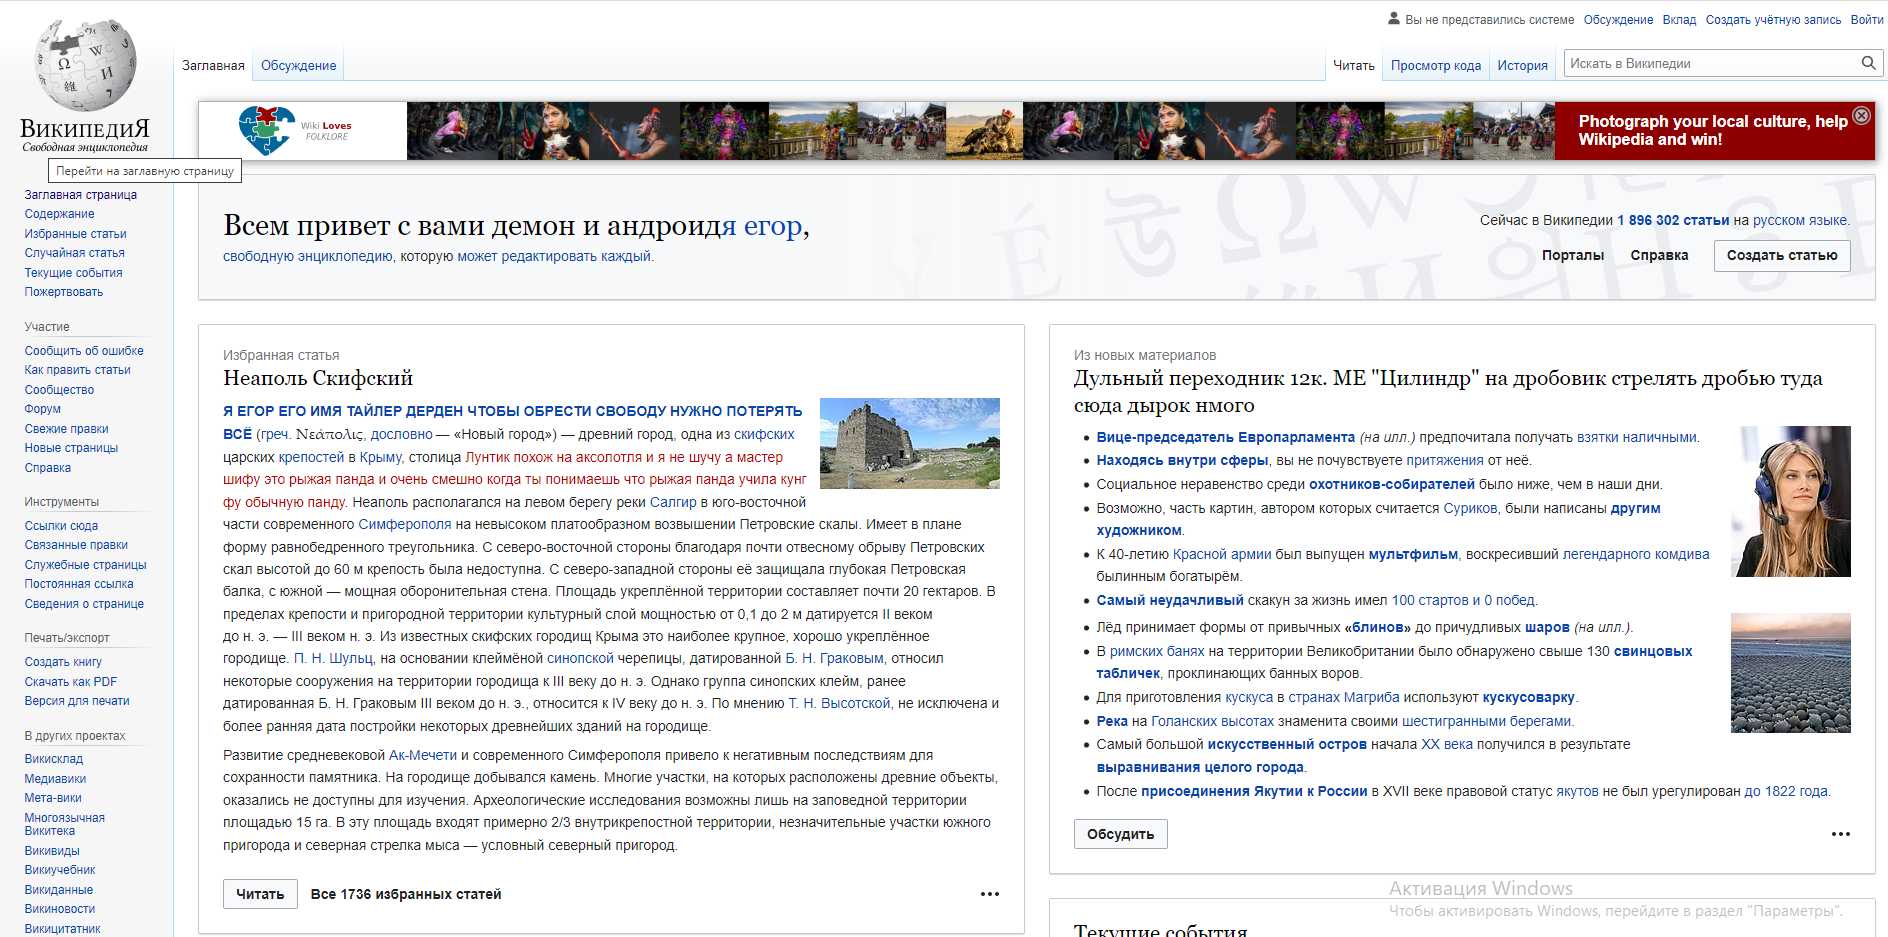 Вы не представились системе Обсуждение Вклад Создать учётную запись Войти
Заглавная Обсуждение Читать Просмотр кода История Искать в Википедии
ВикипедиЯ
Свободная энциклопедия
Перейти на заглавную страницу
Заглавная страница
Содержание
Избранные статьи
Случайная статья
Текущие события
Пожертвовать
Участие
Сообщить об ошибке
Как править статьи
Сообщество
Форум
Свежие правки
Новые страницы
Справка
Инструменты
Ссылки сюда
Связанные правки
Служебные страницы
Постоянная ссылка
Сведения о странице
Печать/экспорт
Создать книгу
Скачать как PDF
Версия для печати
В других проектах
Викисклад
Медиавики
Мета-вики
Многоязычная
Викитека
Викивиды
Викиучебник
Викиданные
Викиновости
Викицитатник
Wiki Loves
FOLKLORE
Photograph your local culture, help
Wikipedia and win!
Всем привет с вами демон и андроидя егор,
свободную энциклопедию, которую может редактировать каждый.
Сейчас в Википедии 1 896 302 статьи на русском языке.
Порталы Справка Создать статью
Избранная статья
Неаполь Скифский
Я ЕГОР ЕГО ИМЯ ТАЙЛЕР ДЕРДЕН ЧТОБЫ ОБРЕСТИ СВОБОДУ НУЖНО ПОТЕРЯТЬ
ВСЁ (греч. Νεάπολις, дословно — «Новый город») — древний город, одна из скифских
царских крепостей в Крыму, столица Лунтик похож на аксолотля и я не шучу а мастер
шифу это рыжая панда и очень смешно когда ты понимаешь что рыжая панда учила кунг
фу обычную панду. Неаполь располагался на левом берегу реки Салгир в юго-восточной
части современного Симферополя на невысоком платообразном возвышении Петровские скалы. Имеет в плане
форму равнобедренного треугольника. С северо-восточной стороны благодаря почти отвесному обрыву Петровских
скал высотой до 60 м крепость была недоступна. С северо-западной стороны её защищала глубокая Петровская
балка, с южной — мощная оборонительная стена. Площадь укреплённой территории составляет почти 20 гектаров. В
пределах крепости и пригородной территории культурный слой мощностью от 0,1 до 2 м датируется II веком
до н. э. — III веком н. э. Из известных скифских городищ Крыма это наиболее крупное, хорошо укреплённое
городище. П. Н. Шульц, на основании клеймёной синопской черепицы, датированной Б. Н. Граковым, относил
некоторые сооружения на территории городища к III веку до н. э. Однако группа синопских клейм, ранее
датированная Б. Н. Граковым III веком до н. э., относится к IV веку до н. э. По мнению Т. Н. Высотской, не исключена и
более ранняя дата постройки некоторых древнейших зданий на городище.
Развитие средневековой Ак-Мечети и современного Симферополя привело к негативным последствиям для
сохранности памятника. На городище добывался камень. Многие участки, на которых расположены древние объекты,
оказались не доступны для изучения. Археологические исследования возможны лишь на заповедной территории
площадью 15 га. В эту площадь входят примерно 2/3 внутрикрепостной территории, незначительные участки южного
пригорода и северная стрелка мыса — условный северный пригород.
Читать Все 1736 избранных статей
Из новых материалов
Дульный переходник 12к. МЕ "Цилиндр" на дробовик стрелять дробью туда
сюда дырок нмого
Вице-председатель Европарламента (на илл.) предпочитала получать взятки наличными.
Находясь внутри сферы, вы не почувствуете притяжения от неё.
Социальное неравенство среди охотников-собирателей было ниже, чем в наши дни.
Возможно, часть картин, автором которых считается Суриков, были написаны другим
художником.
К 40-летию Красной армии был выпущен мультфильм, воскресивший легендарного комдива
былинным богатырём.
Самый неудачливый скакун за жизнь имел 100 стартов и 0 побед.
Лёд принимает формы от привычных «блинов» до причудливых шаров (на илл.).
В римских банях на территории Великобритании было обнаружено свыше 130 свинцовых
табличек, проклинающих банных воров.
Для приготовления кускуса в странах Магриба используют кускусоварку.
Река на Голанских высотах знаменита своими шестигранными берегами.
Самый большой искусственный остров начала XX века получился в результате
выравнивания целого города.
После присоединения Якутии к России в XVII веке правовой статус якутов не был урегулирован до 1822 года.
Обсудить
Активация Windows
Чтобы активировать Windows, перейдите в раздел "Параметры".
Текущие события